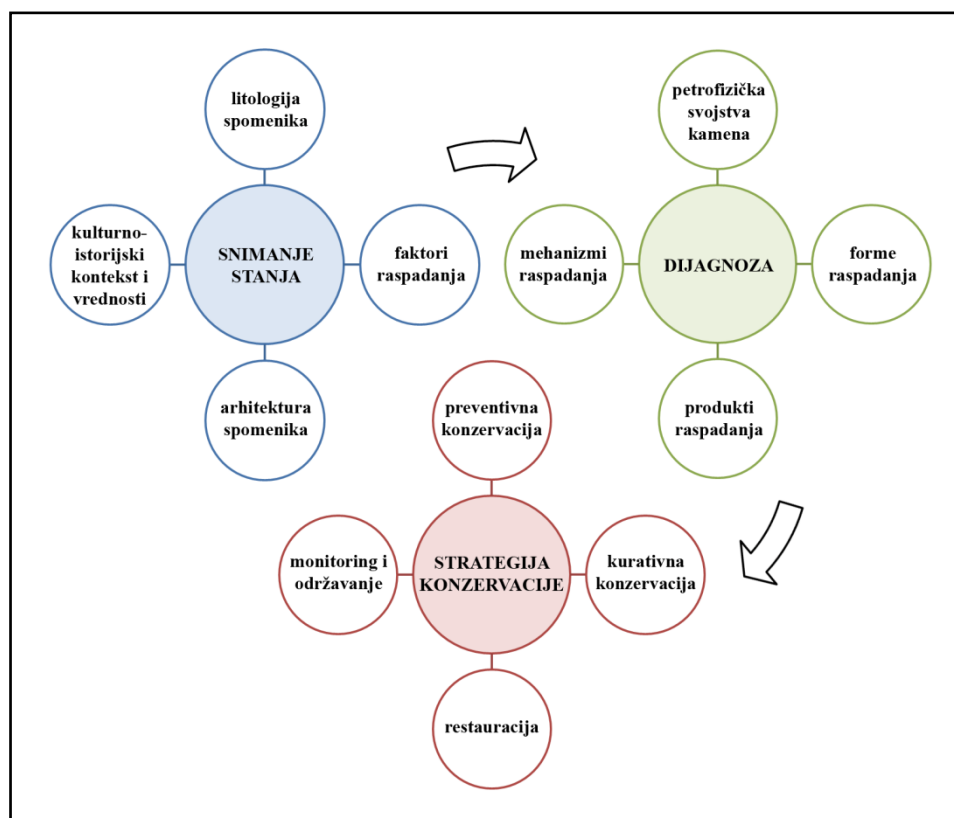 litologija
spomenika
kulturno-
istorijski
kontekst i
vrednosti
SNIMANJE
STANJA
faktori
raspadanja
arhitektura
spomenika
petrofizička
svojstva
kamena
mehanizmi
raspadanja
DIJAGNOZA
forme
raspadanja
produkti
raspadanja
preventivna
konzervacija
monitoring i
održavanje
STRATEGIJA
KONZERVACIJE
kurativna
konzervacija
restauracija